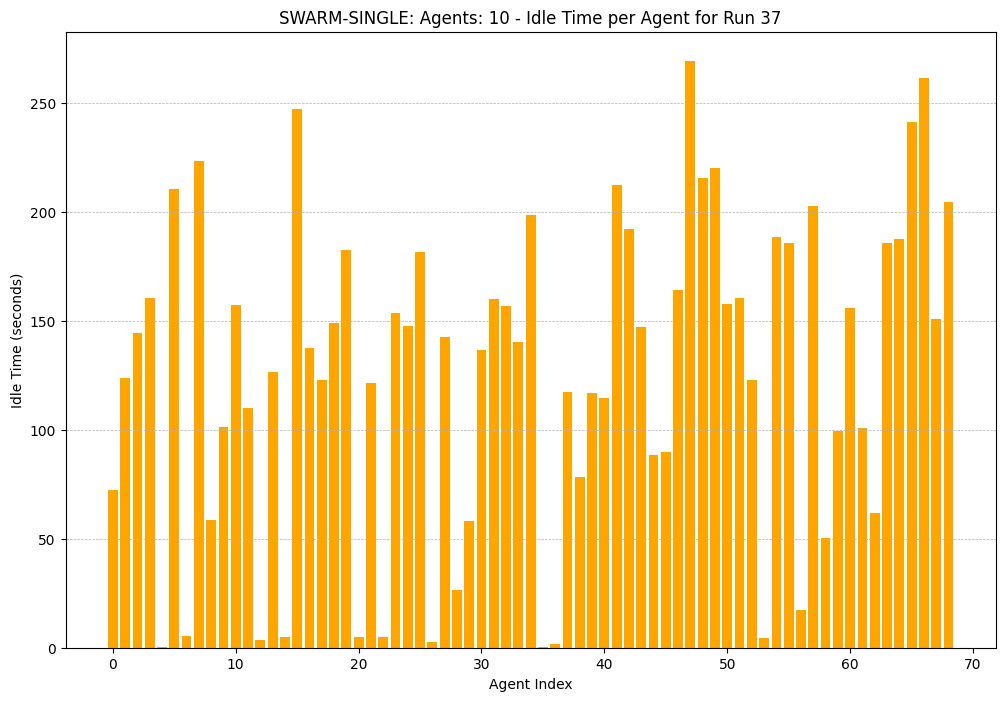 SWARM-SINGLE: Agents: 10 - Idle Time per Agent for Run 37
Idle Time (seconds)
250
200
150
100
50
0
0 10 20 30 40 50 60 70
Agent Index